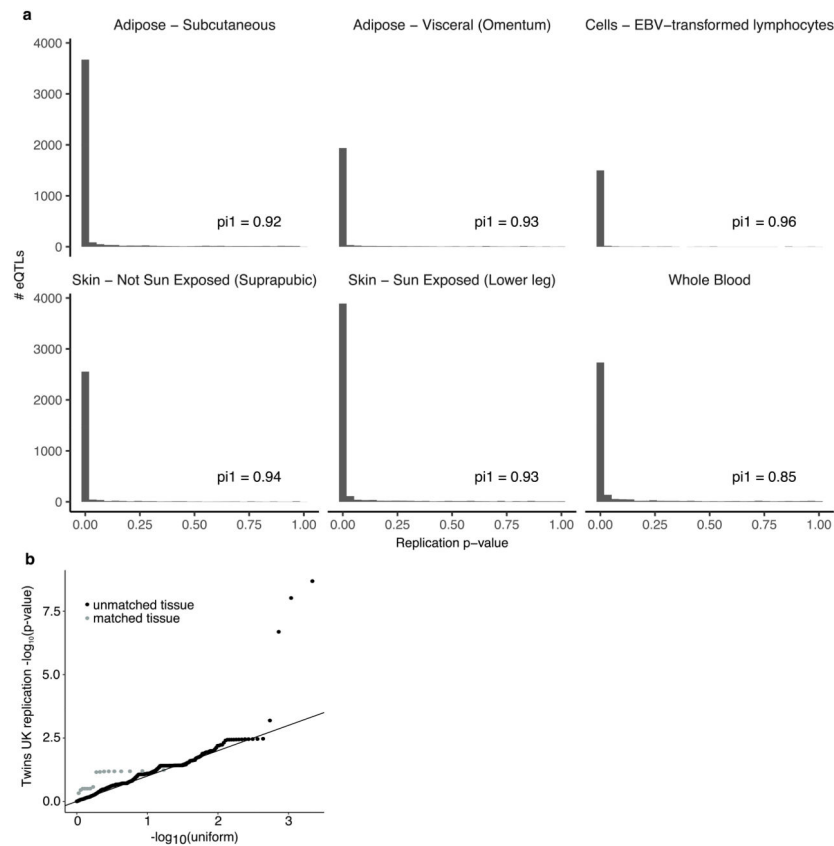 a
Adipose − Subcutaneous
Adipose − Visceral (Omentum)
Cells − EBV−transformed lymphocytes
4000
3000
2000
1000
0
pi1 = 0.92
pi1 = 0.93
pi1 = 0.96
# eQTLs
Skin − Not Sun Exposed (Suprapubic)
Skin − Sun Exposed (Lower leg)
Whole Blood
4000
3000
2000
1000
0
pi1 = 0.94
pi1 = 0.93
pi1 = 0.85
0.00 0.25 0.50 0.75 1.00
0.00 0.25 0.50 0.75 1.00
0.00 0.25 0.50 0.75 1.00
Replication p−value
b
Twins UK replication -log10(p-value)
7.5
5.0
2.5
0.0
unmatched tissue
matched tissue
0 1 2 3
-log10(uniform)